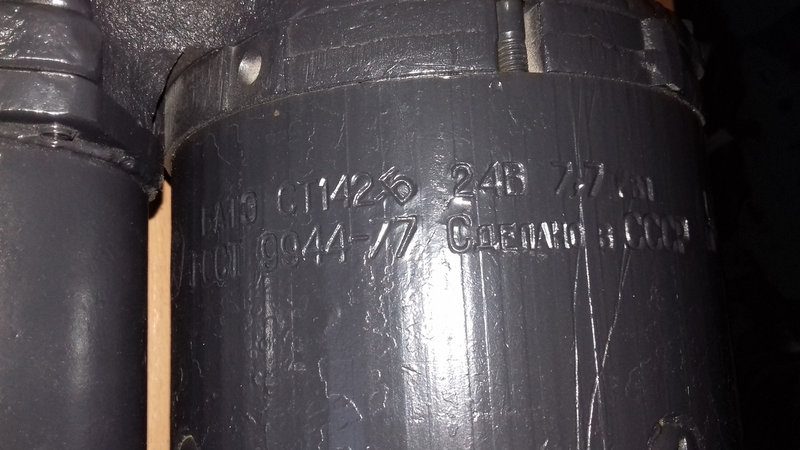 БАТЭ СТ142Б 24В 7,7 кВт
ГОСТ 9944-77 Сделано в СССР